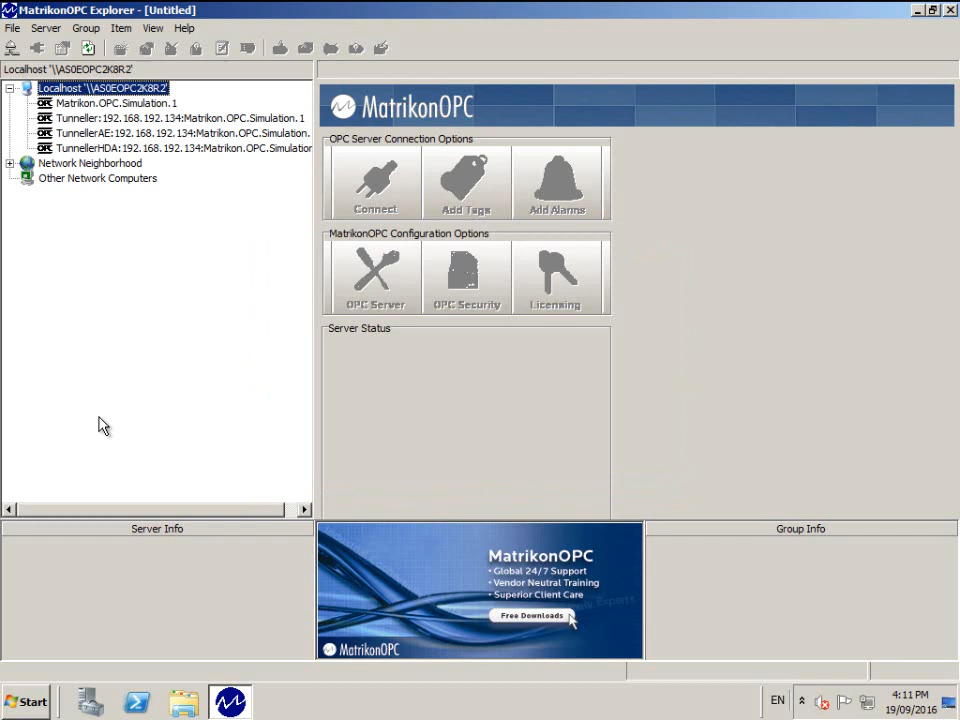 MatrikonOPC Explorer - [Untitled]
File Server Group Item View Help
Localhost '\\AS0EOPC2K8R2'
Localhost '\\AS0EOPC2K8R2'
Matrikon.OPC.Simulation.1
Tunneller:192.168.192.134:Matrikon.OPC.Simulation.1
TunnellerAE:192.168.192.134:Matrikon.OPC.Simulation.
TunnellerHDA:192.168.192.134:Matrikon.OPC.Simulation
Network Neighborhood
Other Network Computers
MatrikonOPC
OPC Server Connection Options
Connect Add Tags Add Alarms
MatrikonOPC Configuration Options
OPC Server OPC Security Licensing
Server Status
Server Info
MatrikonOPC
• Global 24/7 Support
• Vendor Neutral Training
• Superior Client Care
Free Downloads
MatrikonOPC
Group Info
Start
EN
4:11 PM
19/09/2016